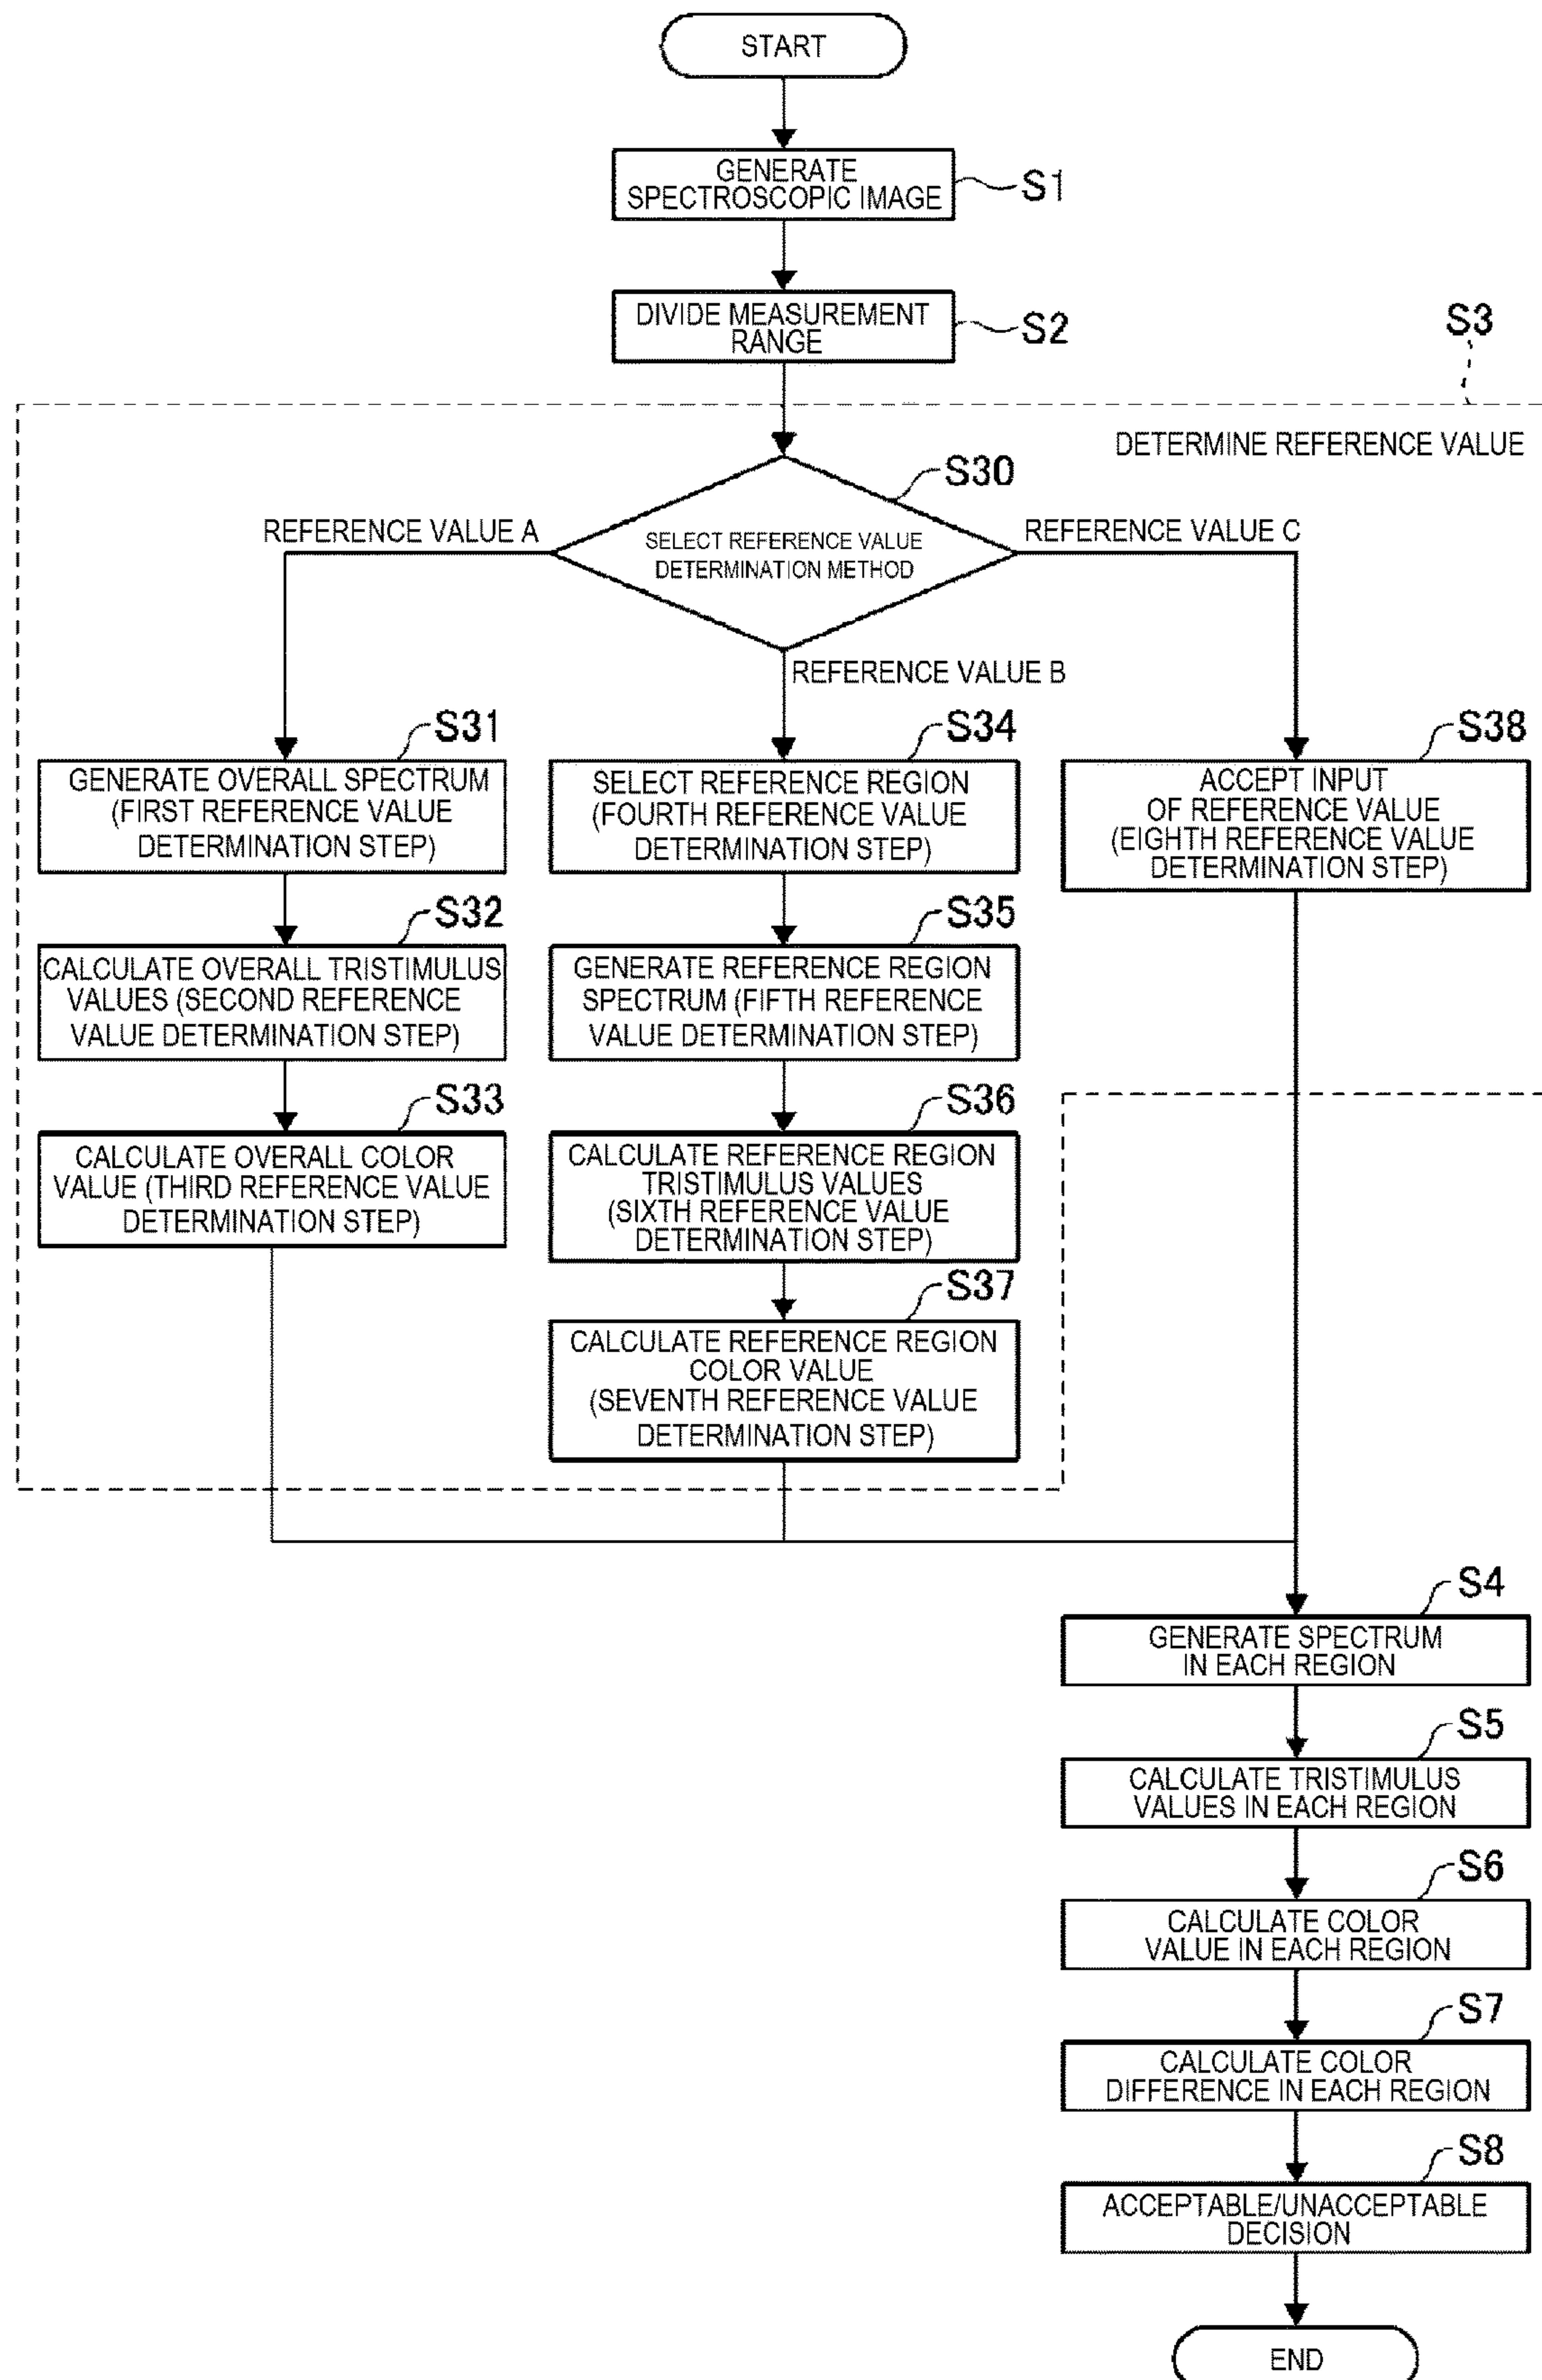 START
GENERATE
SPECTROSCOPIC IMAGE
S1
DIVIDE MEASUREMENT
RANGE
S2
S3
DETERMINE REFERENCE VALUE
S30
SELECT REFERENCE VALUE
DETERMINATION METHOD
REFERENCE VALUE A
REFERENCE VALUE B
REFERENCE VALUE C
S31
GENERATE OVERALL SPECTRUM
(FIRST REFERENCE VALUE
DETERMINATION STEP)
S32
CALCULATE OVERALL TRISTIMULUS
VALUES (SECOND REFERENCE
VALUE DETERMINATION STEP)
S33
CALCULATE OVERALL COLOR
VALUE (THIRD REFERENCE VALUE
DETERMINATION STEP)
S34
SELECT REFERENCE REGION
(FOURTH REFERENCE VALUE
DETERMINATION STEP)
S35
GENERATE REFERENCE REGION
SPECTRUM (FIFTH REFERENCE
VALUE DETERMINATION STEP)
S36
CALCULATE REFERENCE REGION
TRISTIMULUS VALUES
(SIXTH REFERENCE VALUE
DETERMINATION STEP)
S37
CALCULATE REFERENCE REGION
COLOR VALUE
(SEVENTH REFERENCE VALUE
DETERMINATION STEP)
S38
ACCEPT INPUT
OF REFERENCE VALUE
(EIGHTH REFERENCE VALUE
DETERMINATION STEP)
S4
GENERATE SPECTRUM
IN EACH REGION
S5
CALCULATE TRISTIMULUS
VALUES IN EACH REGION
S6
CALCULATE COLOR
VALUE IN EACH REGION
S7
CALCULATE COLOR
DIFFERENCE IN EACH REGION
S8
ACCEPTABLE/UNACCEPTABLE
DECISION
END